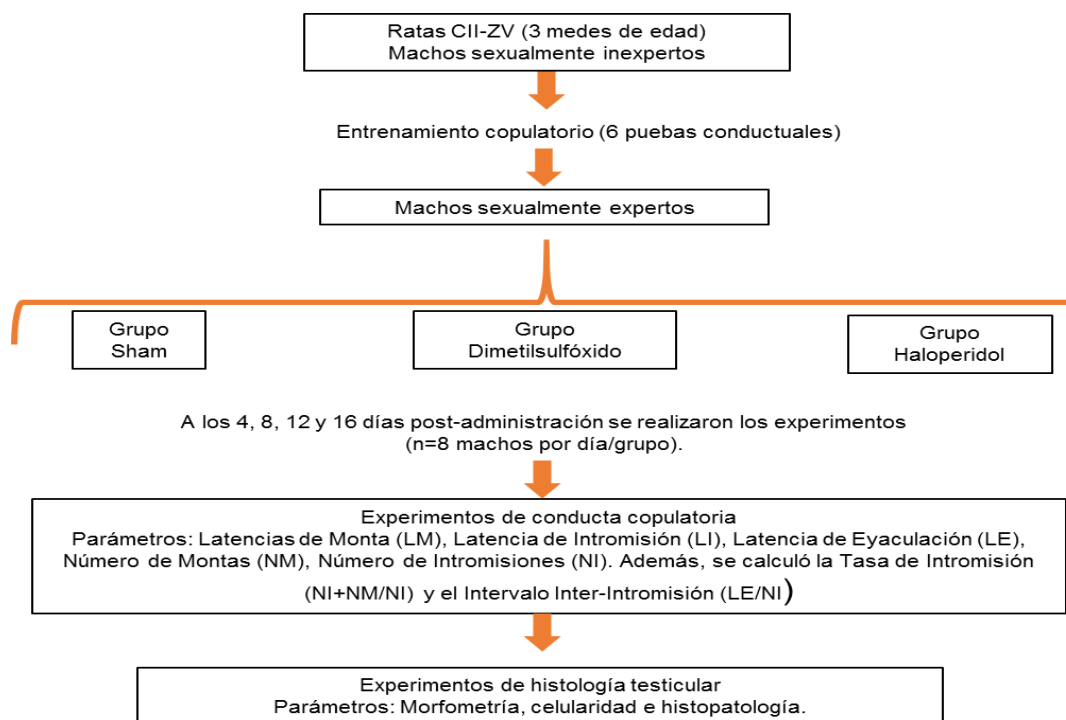 Ratas CII-ZV (3 medes de edad)
Machos sexualmente inexpertos
Entrenamiento copulatorio (6 puebas conductuales)
Machos sexualmente expertos
Grupo
Sham
Grupo
Dimetilsulfóxido
Grupo
Haloperidol
A los 4, 8, 12 y 16 días post-administración se realizaron los experimentos
(n=8 machos por día/grupo).
Experimentos de conducta copulatoria
Parámetros: Latencias de Monta (LM), Latencia de Intromisión (LI), Latencia de Eyaculación (LE),
Número de Montas (NM), Número de Intromisiones (NI). Además, se calculó la Tasa de Intromisión
(NI+NM/NI) y el Intervalo Inter-Intromisión (LE/NI)
Experimentos de histología testicular
Parámetros: Morfometría, celularidad e histopatología.